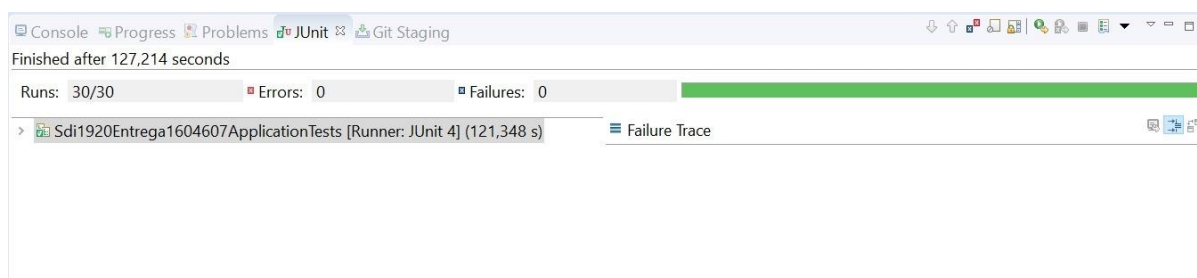 Console Progress Problems JUnit Git Staging
Finished after 127,214 seconds
Runs: 30/30 Errors: 0 Failures: 0
Sdi1920Entrega1604607ApplicationTests [Runner: JUnit 4] (121,348 s) Failure Trace